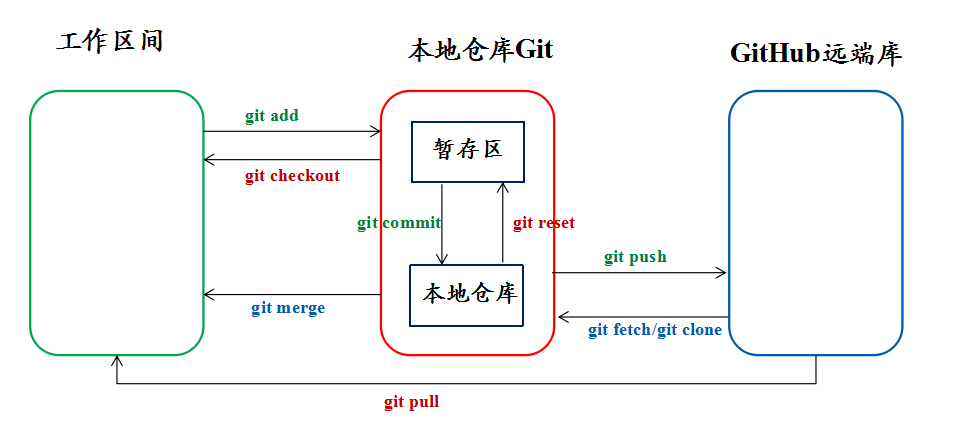 工作区间
本地仓库Git
GitHub远端库
git add
暂存区
git checkout
git commit
git reset
git push
本地仓库
git merge
git fetch/git clone
git pull